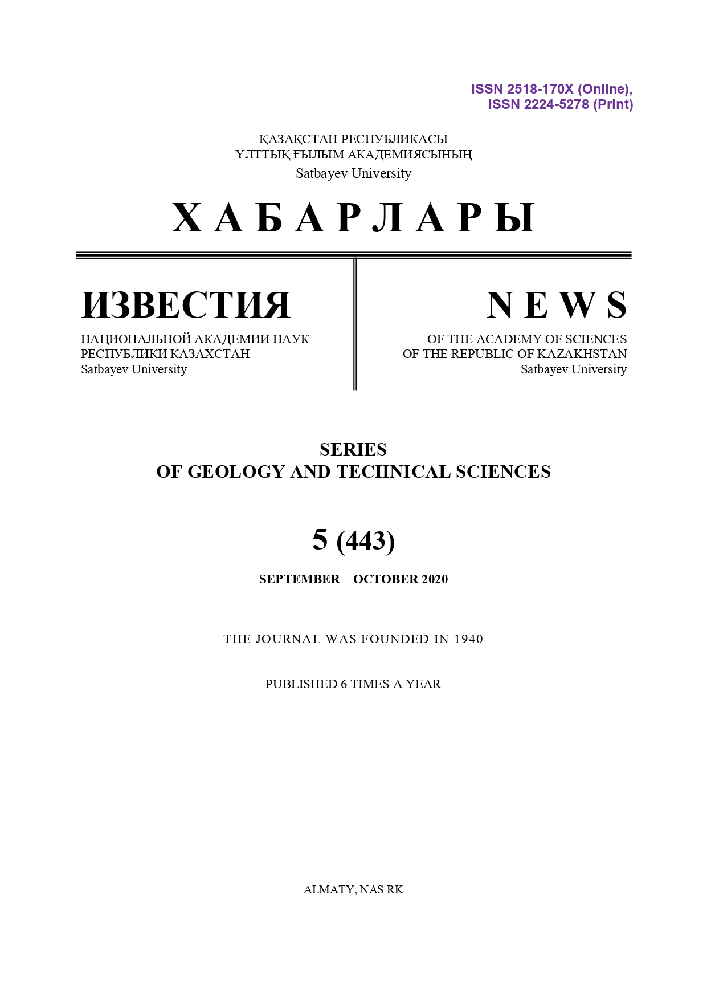 ISSN 2518-170X (Online),
ISSN 2224-5278 (Print)
ҚАЗАҚСТАН РЕСПУБЛИКАСЫ
ҰЛТТЫҚ ҒЫЛЫМ АКАДЕМИЯСЫНЫҢ
Satbayev University
Х А Б А Р Л А Р Ы
ИЗВЕСТИЯ
НАЦИОНАЛЬНОЙ АКАДЕМИИ НАУК
РЕСПУБЛИКИ КАЗАХСТАН
Satbayev University
N E W S
OF THE ACADEMY OF SCIENCES
OF THE REPUBLIC OF KAZAKHSTAN
Satbayev University
SERIES
OF GEOLOGY AND TECHNICAL SCIENCES
5 (443)
SEPTEMBER – OCTOBER 2020
THE JOURNAL WAS FOUNDED IN 1940
PUBLISHED 6 TIMES A YEAR
ALMATY, NAS RK